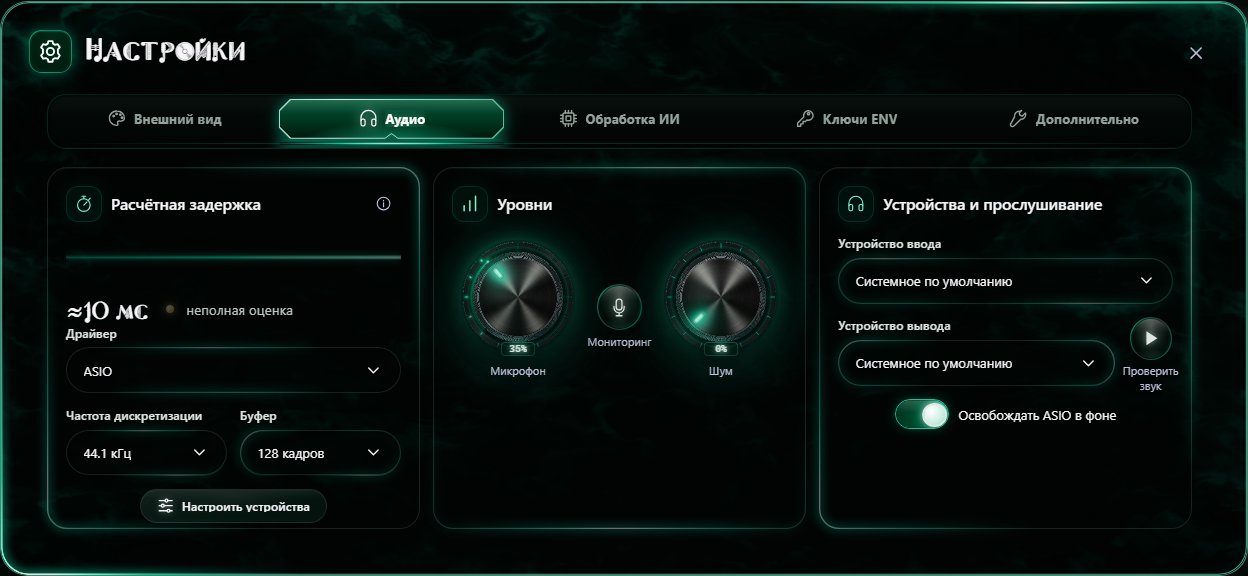 Настройки
Внешний вид
Аудио
Обработка ИИ
Ключи ENV
Дополнительно
Расчётная задержка
≈10 мс
неполная оценка
Драйвер
ASIO
Частота дискретизации
Буфер
44.1 кГц
128 кадров
Настроить устройства
Уровни
35%
Микрофон
Мониторинг
0%
Шум
Устройства и прослушивание
Устройство ввода
Системное по умолчанию
Устройство вывода
Системное по умолчанию
Проверить
звук
Освобождать ASIO в фоне